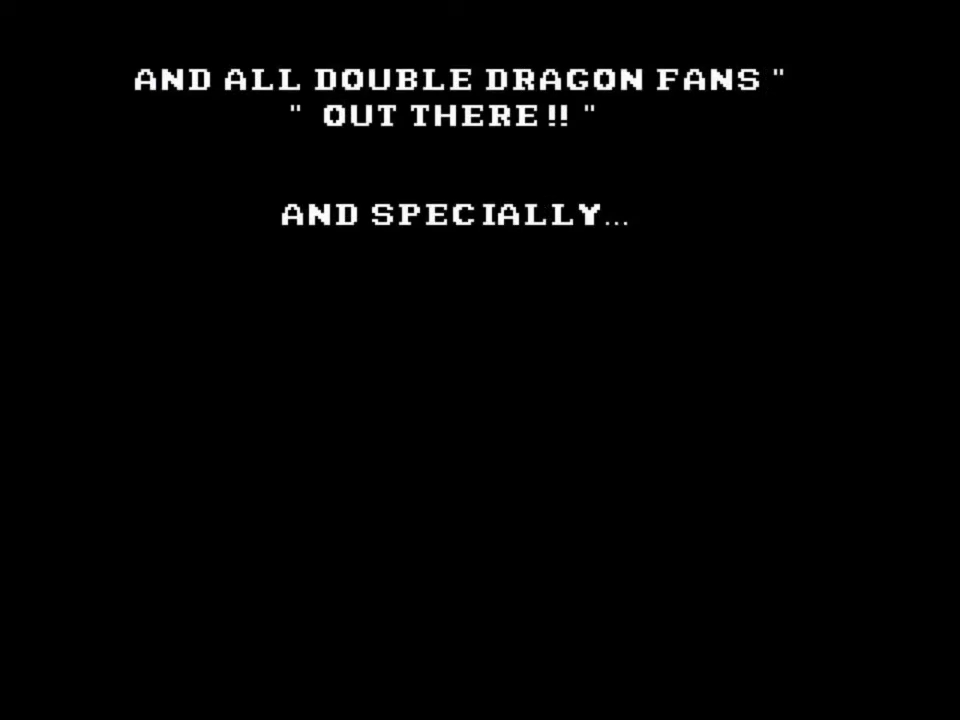 AND ALL DOUBLE DRAGON FANS "
" OUT THERE!! "
AND SPECIALLY...